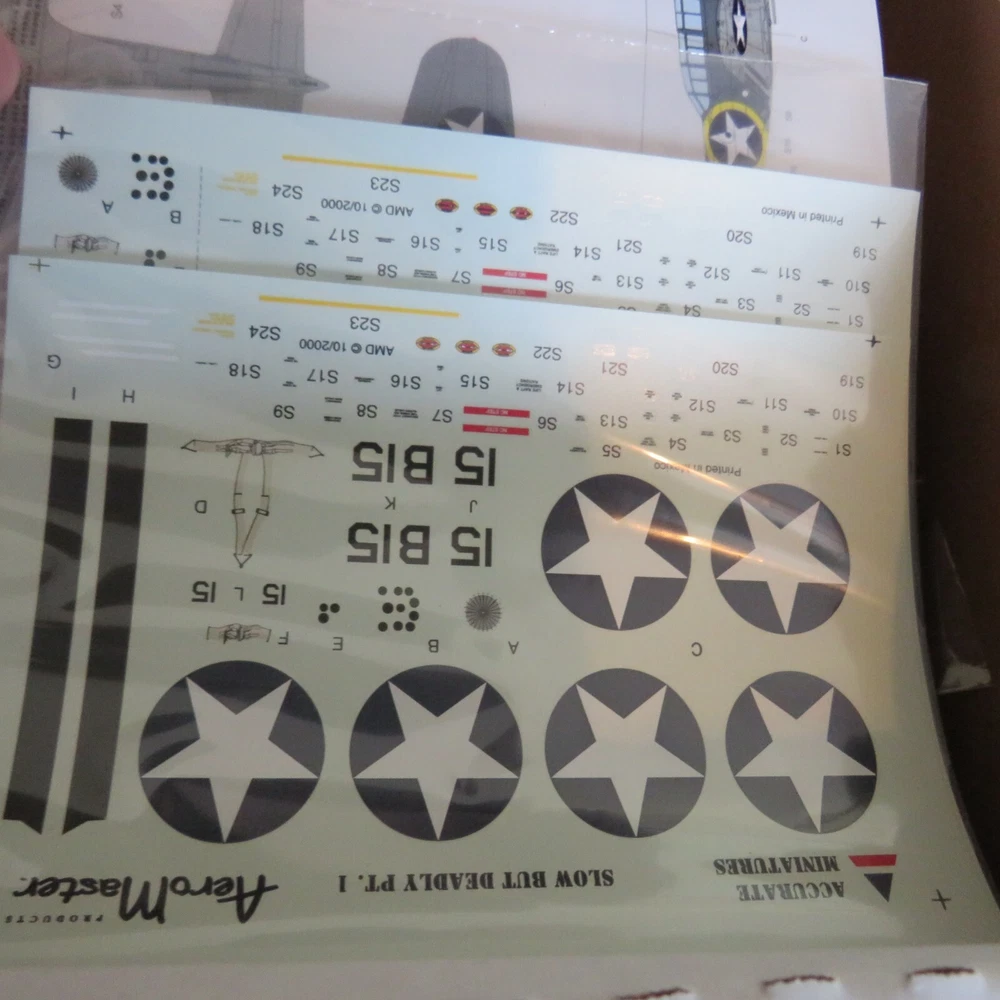 ACCURATE
MINIATURES
SLOW BUT DEADLY PT. 1
AeroMaster
PRODUCTS
C
A
B
E
F
15 L 15
15 B15
D
J
K
15 B15
H
I
G
Printed in Mexico
S1
S2
S3
S4
S5
S6
S7
S8
S9
S10
S11
S12
S13
S14
S15
S16
S17
S18
S19
S20
S21
S22
AMD © 10/2000
S23
S24
S1
S2
S3
S4
S6
S7
S8
S9
S10
S11
S12
S13
S14
S15
S16
S17
S18
S19
S20
S21
S22
AMD © 10/2000
S23
S24
Printed in Mexico
A
B